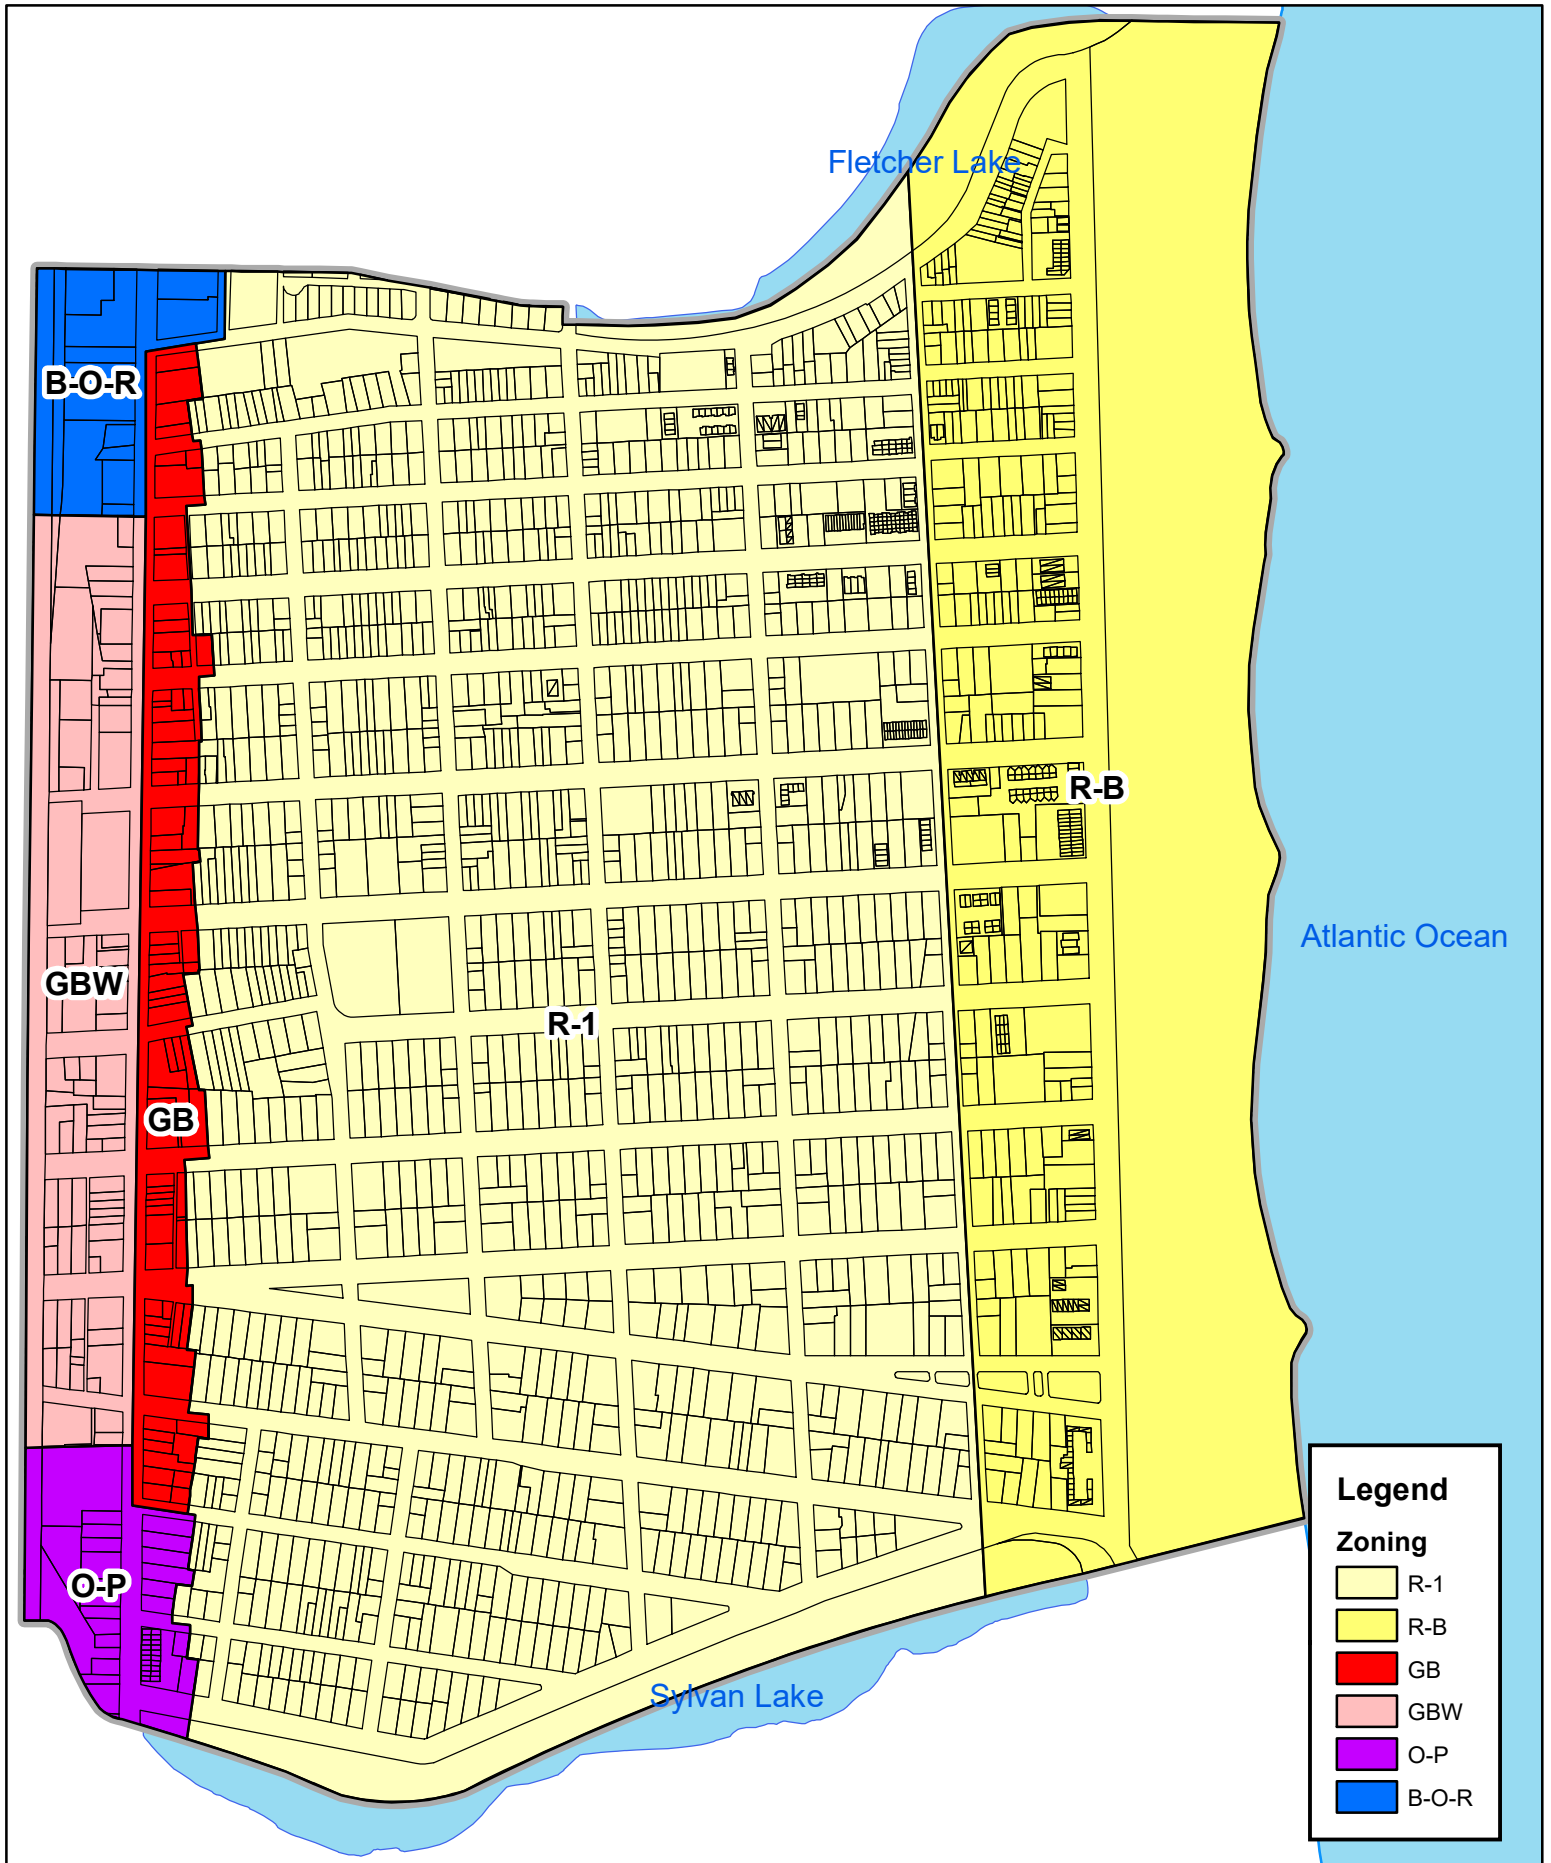 Fletcher Lake
B-O-R
R-B
Atlantic Ocean
GBW
R-1
GB
O-P
Sylvan Lake
Legend
Zoning
R-1
R-B
GB
GBW
O-P
B-O-R